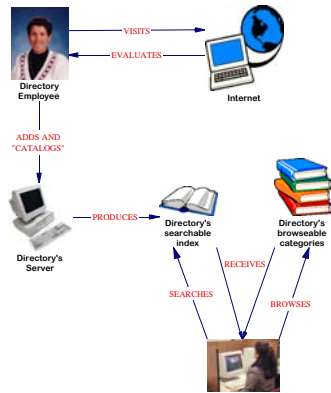 VISITS
EVALUATES
Directory
Employee
Internet
ADDS AND
"CATALOGS"
PRODUCES
Directory's
Server
Directory's
searchable
index
Directory's
browseable
categories
RECEIVES
SEARCHES
BROWSES